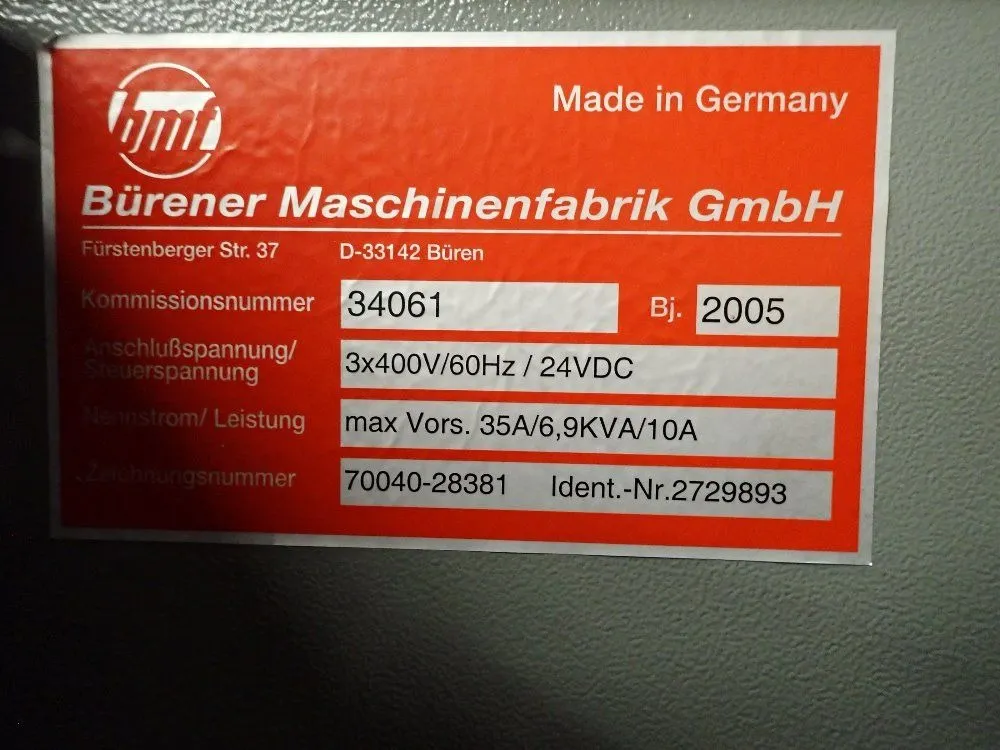 bmf
Made in Germany
Bürener Maschinenfabrik GmbH
Fürstenberger Str. 37 D-33142 Büren
Kommissionsnummer 34061 Bj. 2005
Anschlußspannung/
Steuerspannung 3x400V/60Hz / 24VDC
Nennstrom/ Leistung max Vors. 35A/6,9KVA/10A
Zeichnungsnummer 70040-28381 Ident.-Nr.2729893